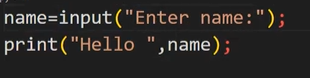 name=input("Enter name:");
print("Hello ",name);